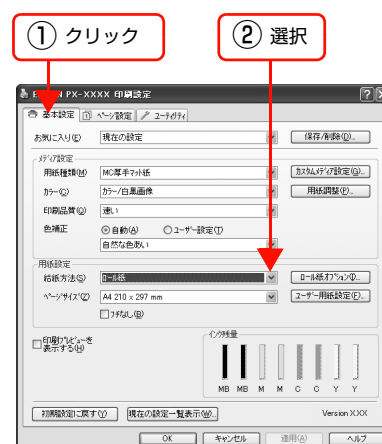 ① クリック ② 選択
PX-XXXX 印刷設定
基本設定 ページ設定 ユーティリティ
お気に入り(E) 現在の設定 保存/削除(D)...
メディア設定
用紙種類(M) MC厚手マット紙 カスタムメディア設定(G)...
カラー(C) カラー/白黒画像 用紙調整(P)...
印刷品質(Q) 速い
色補正 自動(A) ユーザー設定(T)
自然な色あい
用紙設定
給紙方法(S) ロール紙 ロール紙オプション(I)...
ページサイズ(Z) A4 210 x 297 mm ユーザー用紙設定(F)...
フチなし(B)
印刷プレビューを
表示する(H)
インク残量
MB MB M M C C Y Y
初期設定に戻す(Y) 現在の設定一覧表示(W)... Version X.XX
OK キャンセル 適用(A) ヘルプ